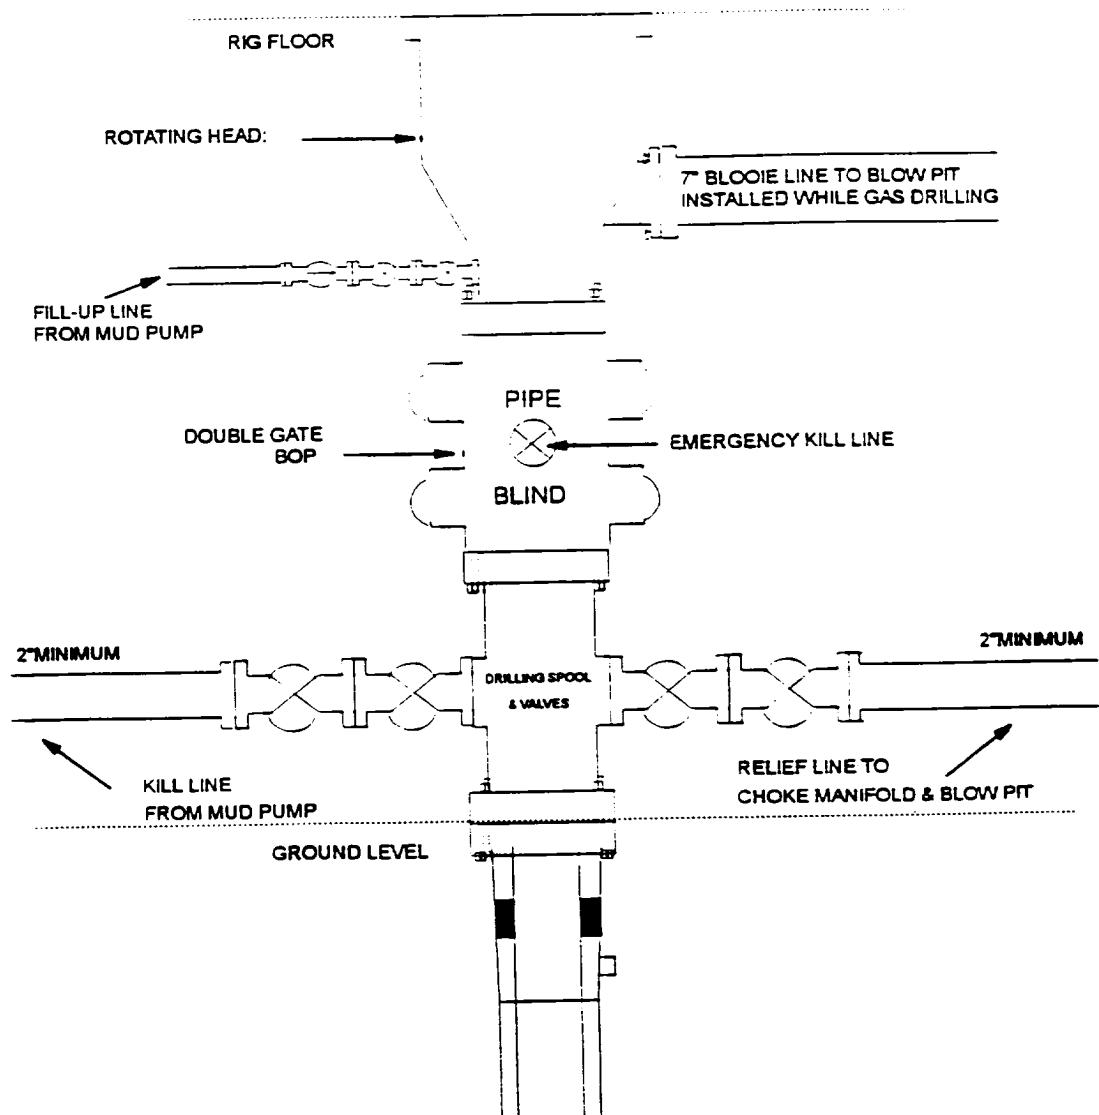 RIG FLOOR
ROTATING HEAD:
7" BLOOIE LINE TO BLOW PIT
INSTALLED WHILE GAS DRILLING
FILL-UP LINE
FROM MUD PUMP
PIPE
DOUBLE GATE
BOP
EMERGENCY KILL LINE
BLIND
2"MINIMUM
2"MINIMUM
DRILLING SPOOL
& VALVES
KILL LINE
FROM MUD PUMP
RELIEF LINE TO
CHOKE MANIFOLD & BLOW PIT
GROUND LEVEL